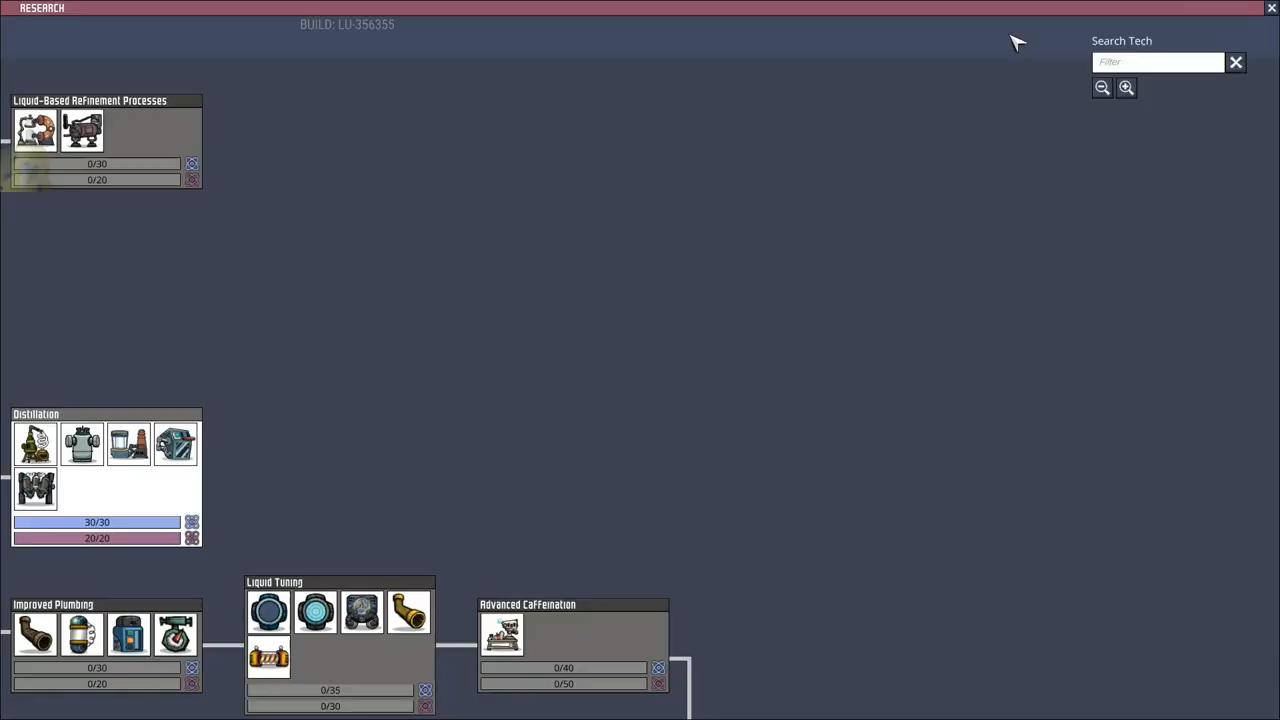 RESEARCH
BUILD: LU-356355
Search Tech
Filter
Liquid-Based Refinement Processes
0/30
0/20
Distillation
30/30
20/20
Improved Plumbing
0/30
0/20
Liquid Tuning
0/35
0/30
Advanced Caffeination
0/40
0/50